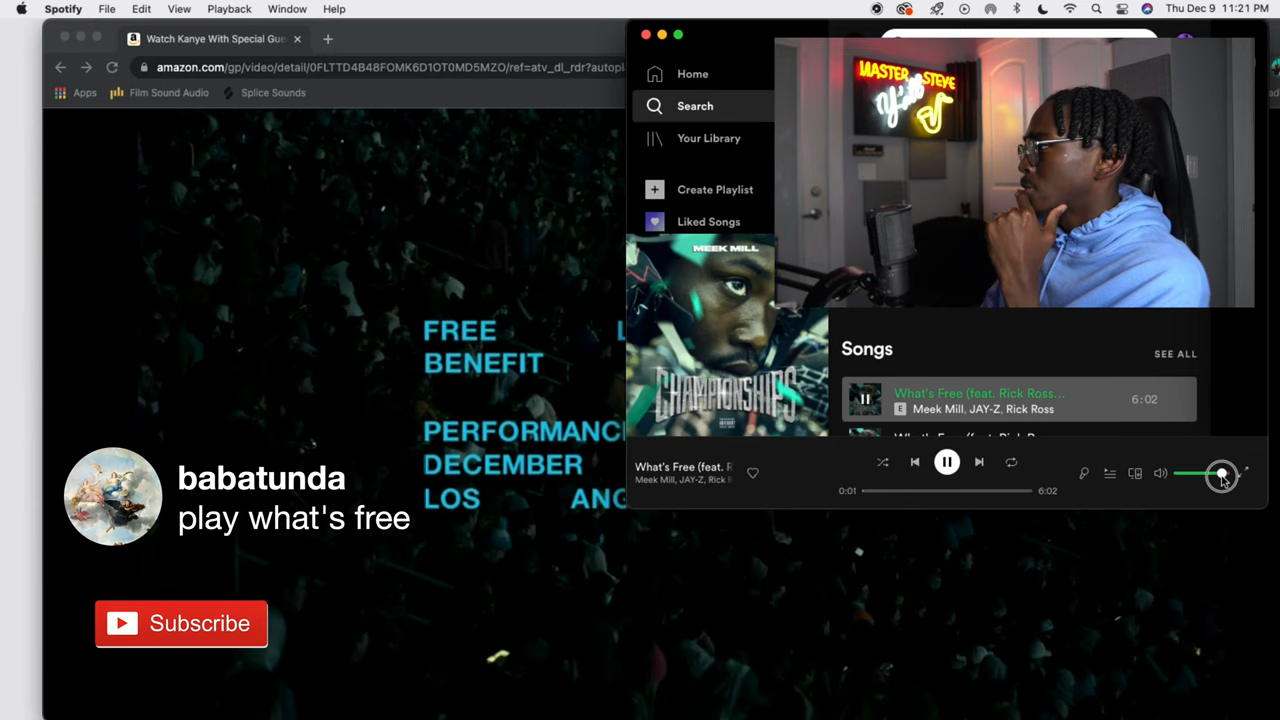 Spotify File Edit View Playback Window Help
Thu Dec 9 11:21 PM
Watch Kanye With Special Gue
amazon.com/gp/video/detail/0FLTTD4B48FOMK6D1OT0MD5MZO/ref=atv_dl_rdr?autopl
Apps Film Sound Audio Splice Sounds
Home
Search
Your Library
Create Playlist
Liked Songs
MASTER STEVE
MEEK MILL
CHAMPIONSHIPS
Songs
SEE ALL
What's Free (feat. Rick Ross...
E Meek Mill, JAY-Z, Rick Ross
6:02
What's Free (feat. R
Meek Mill, JAY-Z, Rick R
0:01
6:02
FREE L
BENEFIT
PERFORMANC
DECEMBER
LOS ANG
babatunda
play what's free
Subscribe